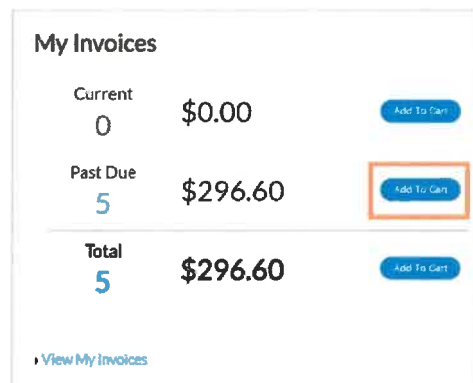 My Invoices
Current
0 $0.00 Add To Cart
Past Due
5 $296.60 Add To Cart
Total
5 $296.60 Add To Cart
View My Invoices